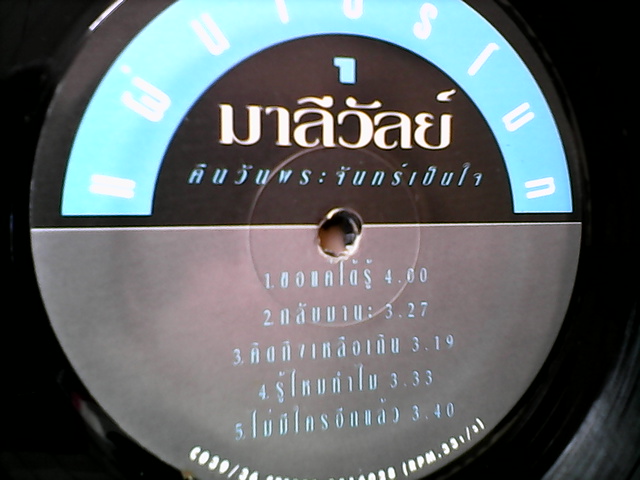 1
มาลีวัลย์
คืนวันพระจันทร์เป็นใจ
1.ขอแค่ได้รู้ 4.00
2.กลับมานะ 3.27
3.คิดถึงเหลือเกิน 3.19
4.รู้ไหมทำไม 3.33
5.ไม่มีใครอีกแล้ว 3.40
(RPM.33 1/3)